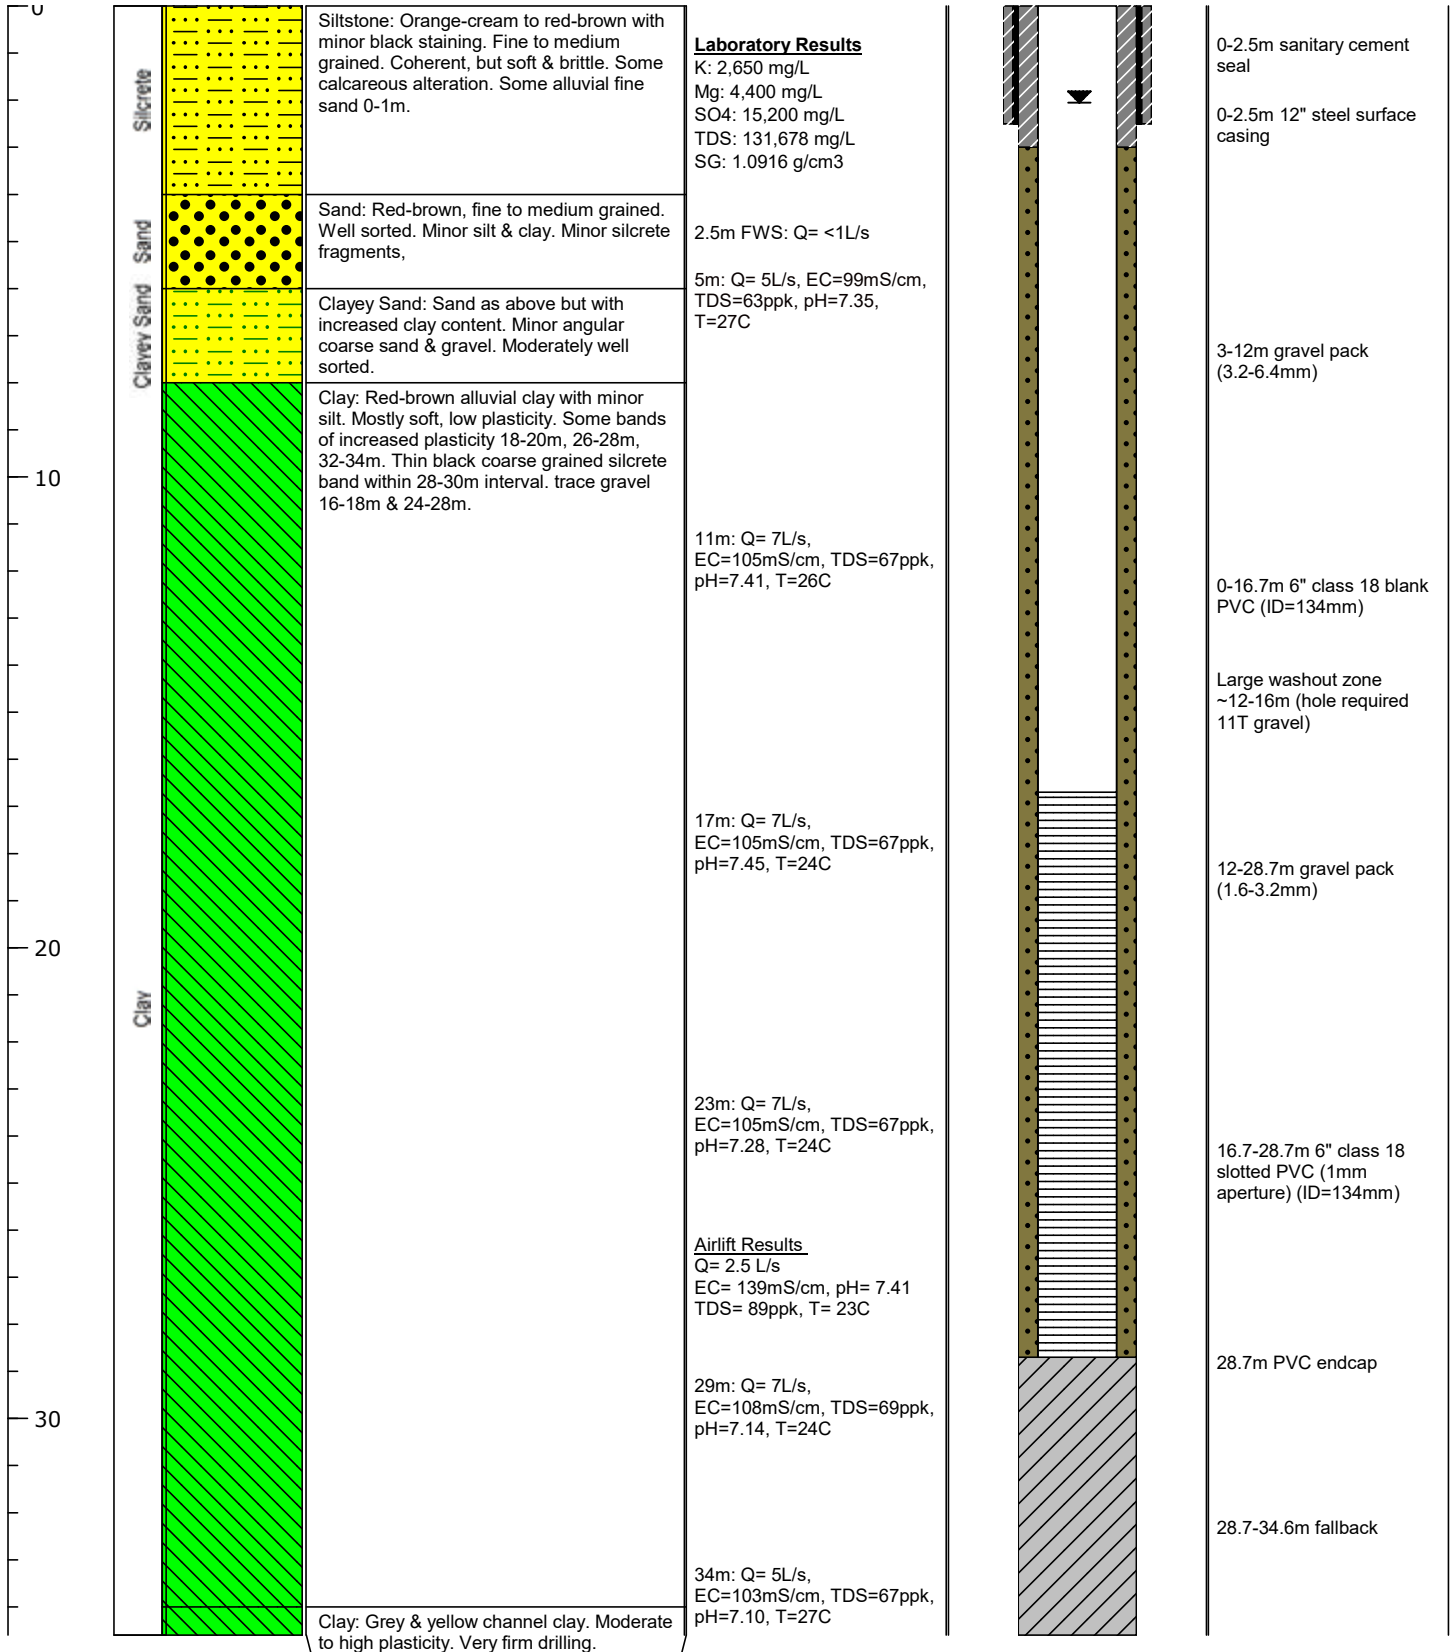 0
10
20
30
Silcrete
Sand
Clayey Sand
Clay
Siltstone: Orange-cream to red-brown with
minor black staining. Fine to medium
grained. Coherent, but soft & brittle. Some
calcareous alteration. Some alluvial fine
sand 0-1m.
Sand: Red-brown, fine to medium grained.
Well sorted. Minor silt & clay. Minor silcrete
fragments,
Clayey Sand: Sand as above but with
increased clay content. Minor angular
coarse sand & gravel. Moderately well
sorted.
Clay: Red-brown alluvial clay with minor
silt. Mostly soft, low plasticity. Some bands
of increased plasticity 18-20m, 26-28m,
32-34m. Thin black coarse grained silcrete
band within 28-30m interval. trace gravel
16-18m & 24-28m.
Clay: Grey & yellow channel clay. Moderate
to high plasticity. Very firm drilling.
Laboratory Results
K: 2,650 mg/L
Mg: 4,400 mg/L
SO4: 15,200 mg/L
TDS: 131,678 mg/L
SG: 1.0916 g/cm3
2.5m FWS: Q= <1L/s
5m: Q= 5L/s, EC=99mS/cm,
TDS=63ppk, pH=7.35,
T=27C
11m: Q= 7L/s,
EC=105mS/cm, TDS=67ppk,
pH=7.41, T=26C
17m: Q= 7L/s,
EC=105mS/cm, TDS=67ppk,
pH=7.45, T=24C
23m: Q= 7L/s,
EC=105mS/cm, TDS=67ppk,
pH=7.28, T=24C
Airlift Results
Q= 2.5 L/s
EC= 139mS/cm, pH= 7.41
TDS= 89ppk, T= 23C
29m: Q= 7L/s,
EC=108mS/cm, TDS=69ppk,
pH=7.14, T=24C
34m: Q= 5L/s,
EC=103mS/cm, TDS=67ppk,
pH=7.10, T=27C
0-2.5m sanitary cement
seal
0-2.5m 12" steel surface
casing
3-12m gravel pack
(3.2-6.4mm)
0-16.7m 6" class 18 blank
PVC (ID=134mm)
Large washout zone
~12-16m (hole required
11T gravel)
12-28.7m gravel pack
(1.6-3.2mm)
16.7-28.7m 6" class 18
slotted PVC (1mm
aperture) (ID=134mm)
28.7m PVC endcap
28.7-34.6m fallback